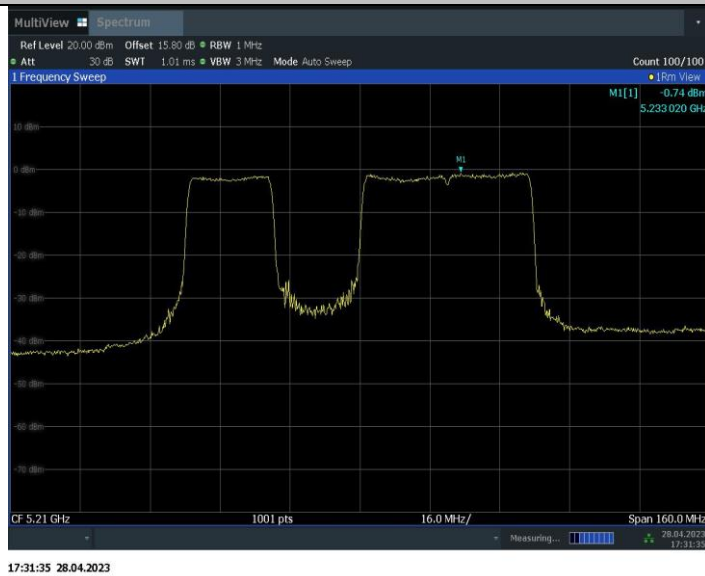 MultiView Spectrum
Ref Level 20.00 dBm Offset 15.80 dB RBW 1 MHz
Att 30 dB SWT 1.01 ms VBW 3 MHz Mode Auto Sweep Count 100/100
1 Frequency Sweep 1Rm View
M1[1] -0.74 dBm
5.233 020 GHz
10 dBm
M1
0 dBm
-10 dBm
-20 dBm
-30 dBm
-40 dBm
-50 dBm
-60 dBm
-70 dBm
CF 5.21 GHz 1001 pts 16.0 MHz/ Span 160.0 MHz
Measuring... 28.04.2023
17:31:35
17:31:35 28.04.2023